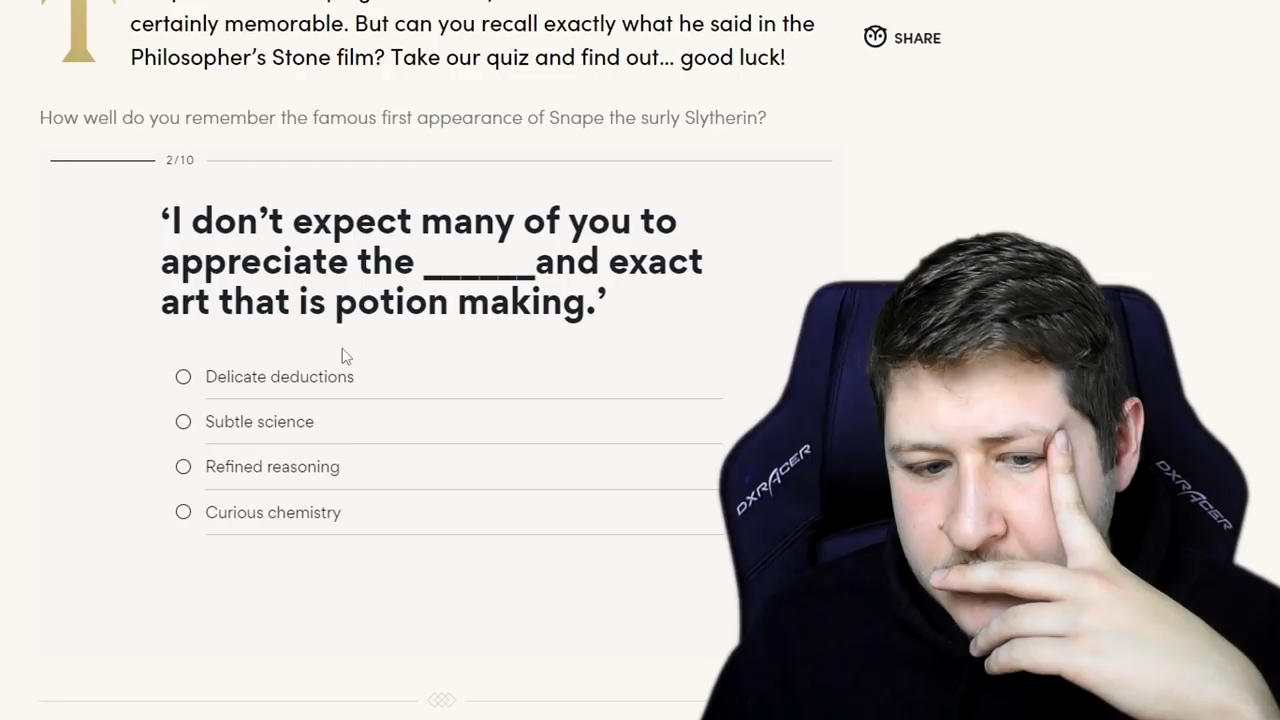 certainly memorable. But can you recall exactly what he said in the
Philosopher's Stone film? Take our quiz and find out... good luck!
SHARE
How well do you remember the famous first appearance of Snape the surly Slytherin?
2/10
‘I don’t expect many of you to
appreciate the ______and exact
art that is potion making.’
Delicate deductions
Subtle science
Refined reasoning
Curious chemistry
DXRACER
DXRACER